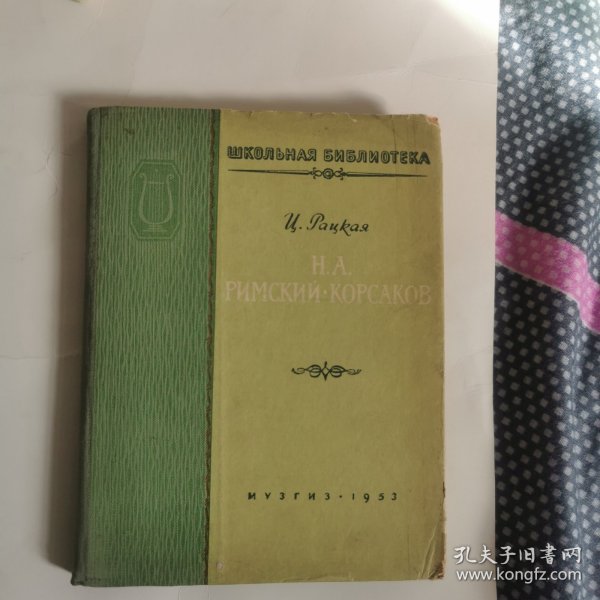 ШКОЛЬНАЯ БИБЛИОТЕКА
Ц. Рацкая
Н.А.
РИМСКИЙ-КОРСАКОВ
МУЗГИЗ · 1953
孔夫子旧书网
www.kongfz.com